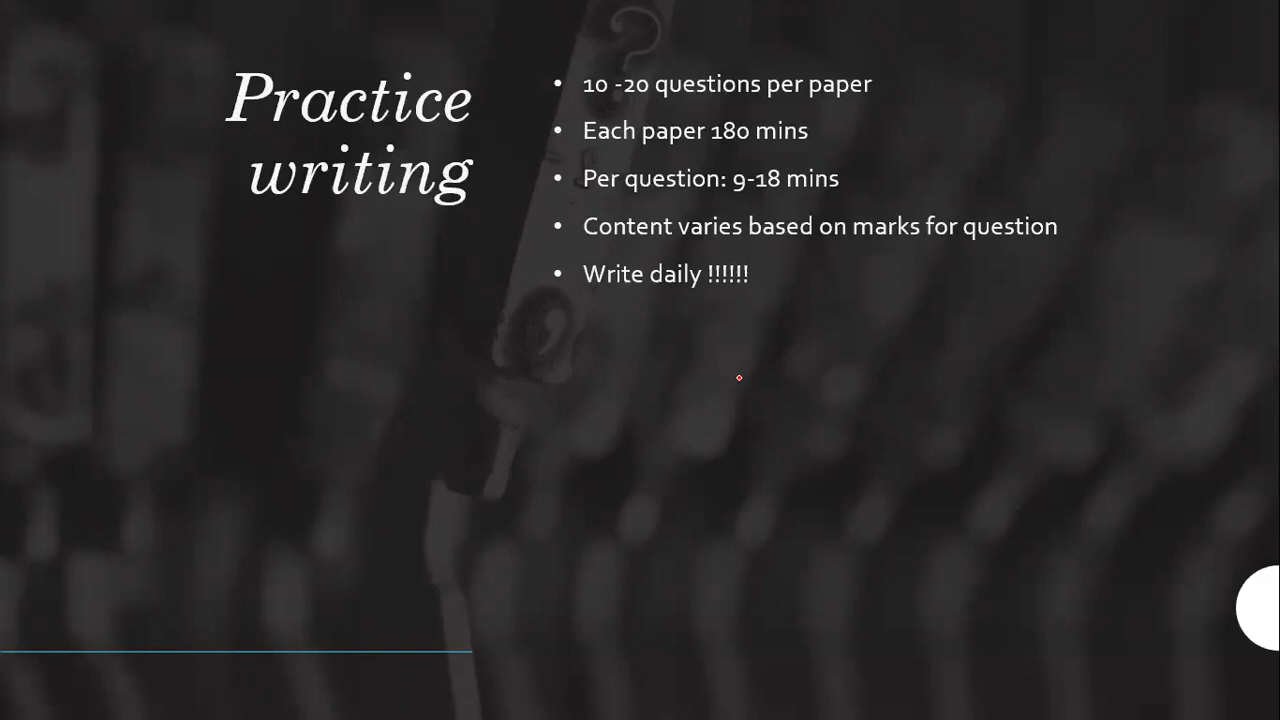 Practice
writing
• 10 -20 questions per paper
• Each paper 180 mins
• Per question: 9-18 mins
• Content varies based on marks for question
• Write daily !!!!!!
?